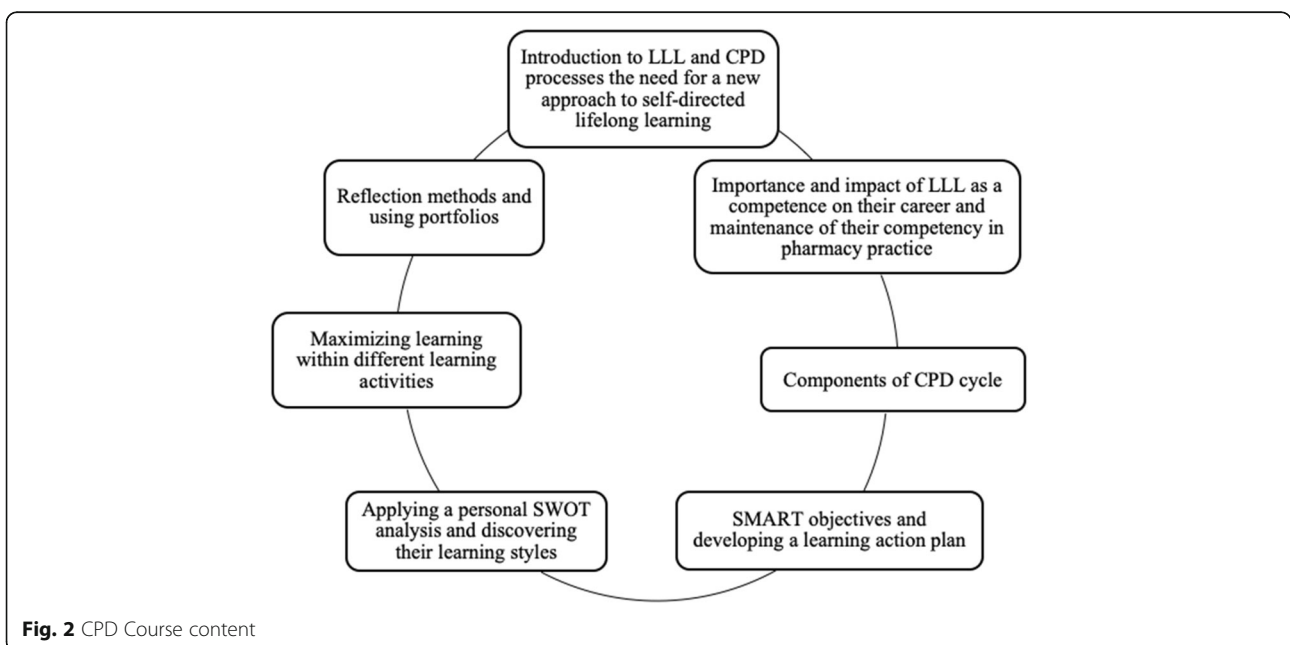 Introduction to LLL and CPD
processes the need for a new
approach to self-directed
lifelong learning
Importance and impact of LLL as a
competence on their career and
maintenance of their competency in
pharmacy practice
Components of CPD cycle
SMART objectives and
developing a learning action plan
Applying a personal SWOT
analysis and discovering
their learning styles
Maximizing learning
within different learning
activities
Reflection methods and
using portfolios
Fig. 2 CPD Course content